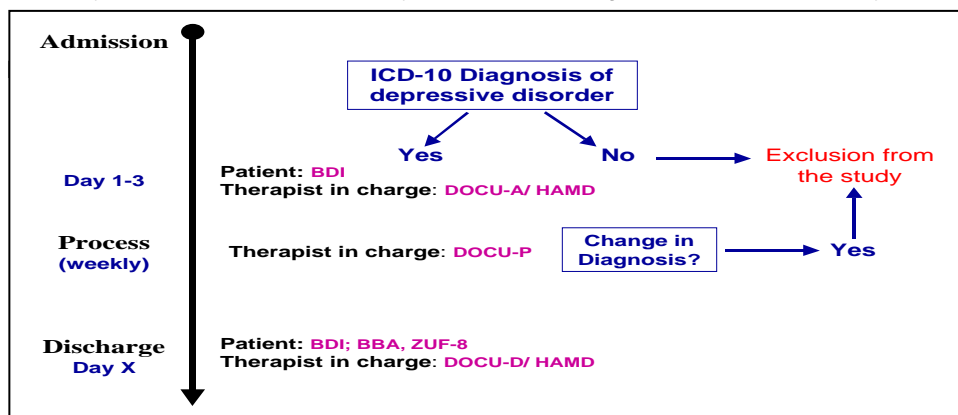 Admission
ICD-10 Diagnosis of
depressive disorder
Yes
No
Exclusion from
the study
Day 1-3
Patient: BDI
Therapist in charge: DOCU-A/ HAMD
Process
(weekly)
Therapist in charge: DOCU-P
Change in
Diagnosis?
Yes
Discharge
Day X
Patient: BDI; BBA, ZUF-8
Therapist in charge: DOCU-D/ HAMD